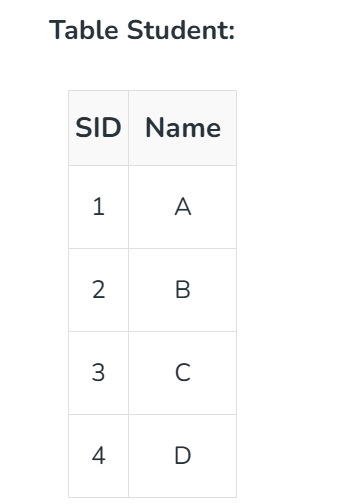 Table Student:
SID Name
1 A
2 B
3 C
4 D